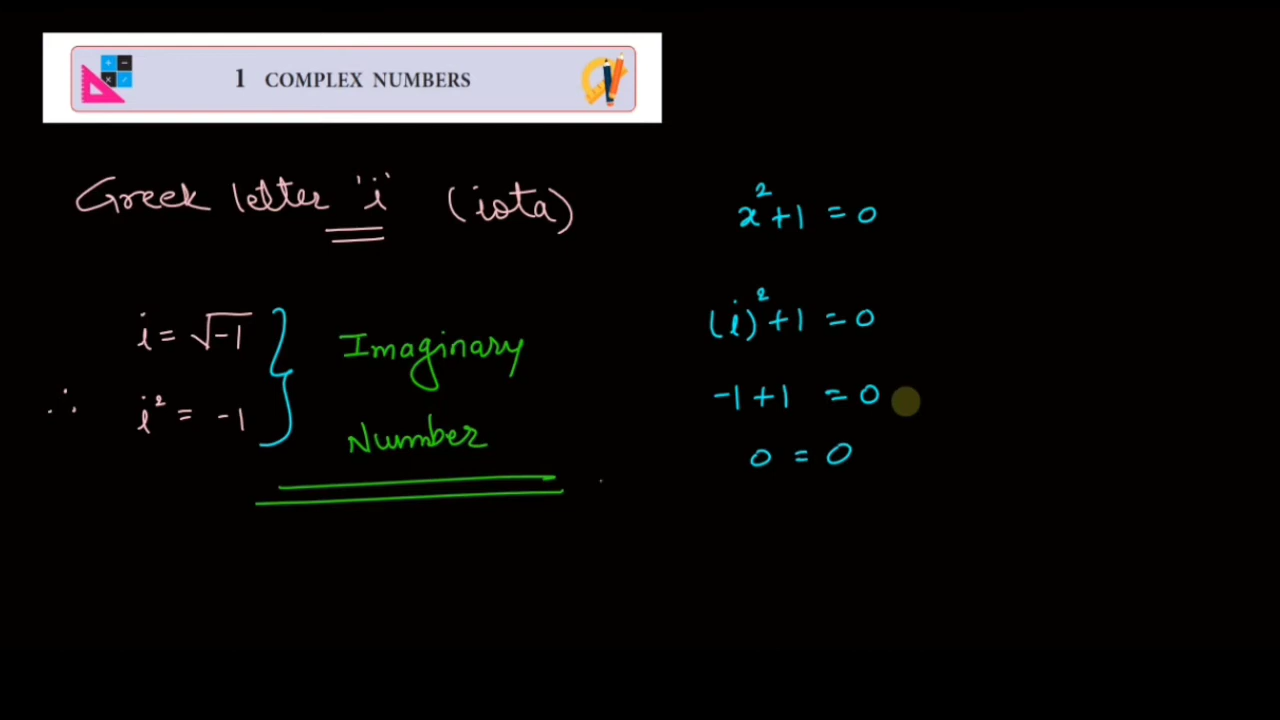 1 COMPLEX NUMBERS
Greek letter 'i' (iota)
i = √-1
∴ i² = -1
Imaginary
Number
x² + 1 = 0
(i)² + 1 = 0
-1 + 1 = 0
0 = 0